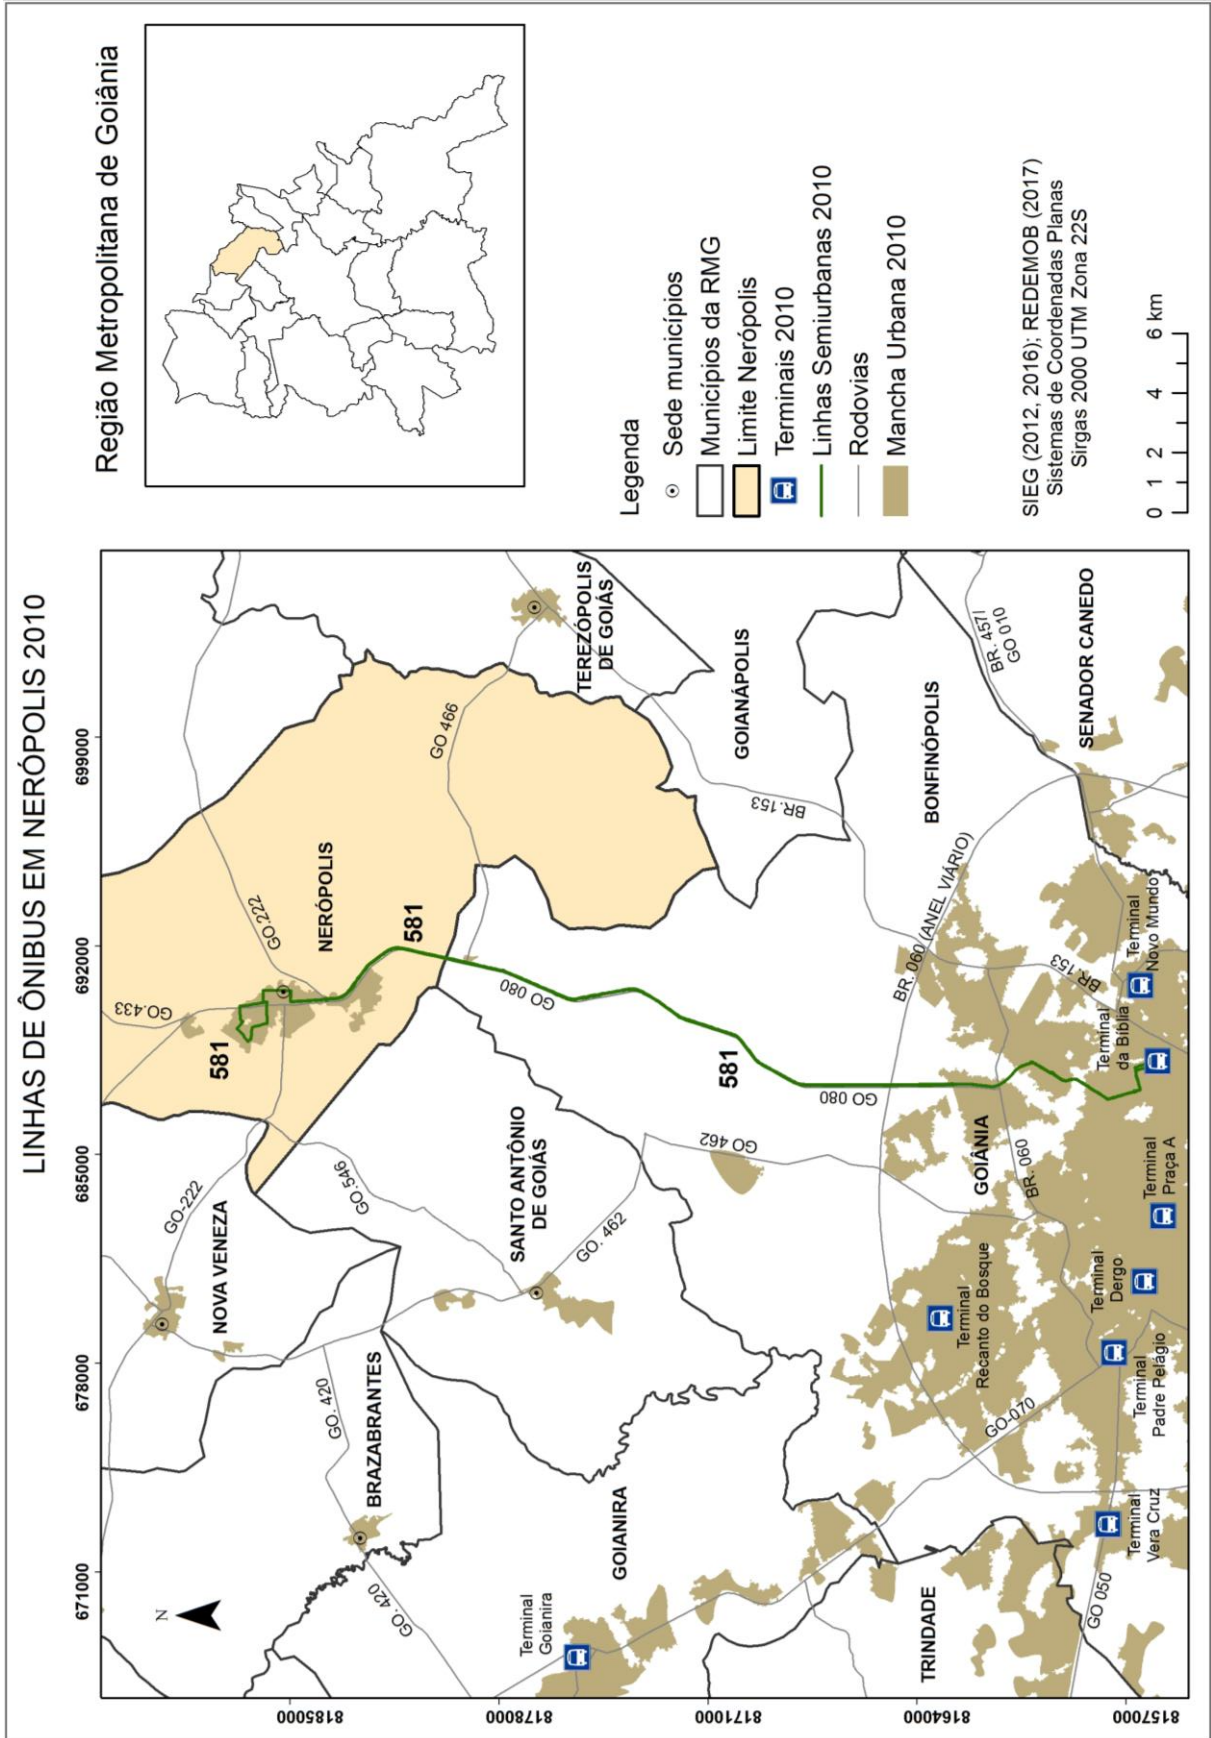 LINHAS DE ÔNIBUS EM NERÓPOLIS 2010
671000
678000
685000
692000
699000
8185000
8178000
8171000
8164000
8157000
N
GO.433
GO.222
GO-222
581
NERÓPOLIS
581
NOVA VENEZA
GO.546
GO 466
GO. 420
BRAZABRANTES
GO. 420
SANTO ANTÔNIO
DE GOIÁS
GO. 462
GO 080
TEREZÓPOLIS
DE GOIÁS
Terminal
Goianira
GOIANIRA
GO 462
581
GO 080
BR.153
GOIANÁPOLIS
BONFINÓPOLIS
BR. 060 (ANEL VIÁRIO)
BR. 457/
GO 010
SENADOR CANEDO
TRINDADE
GO-070
Terminal
Recanto do Bosque
GOIÂNIA
BR. 060
BR.153
GO 050
Terminal
Vera Cruz
Terminal
Padre Pelágio
Terminal
Dergo
Terminal
Praça A
Terminal
da Bíblia
Terminal
Novo Mundo
Região Metropolitana de Goiânia
Legenda
Sede municípios
Municípios da RMG
Limite Nerópolis
Terminais 2010
Linhas Semiurbanas 2010
Rodovias
Mancha Urbana 2010
SIEG (2012, 2016); REDEMOB (2017)
Sistemas de Coordenadas Planas
Sirgas 2000 UTM Zona 22S
0 1 2 4 6 km